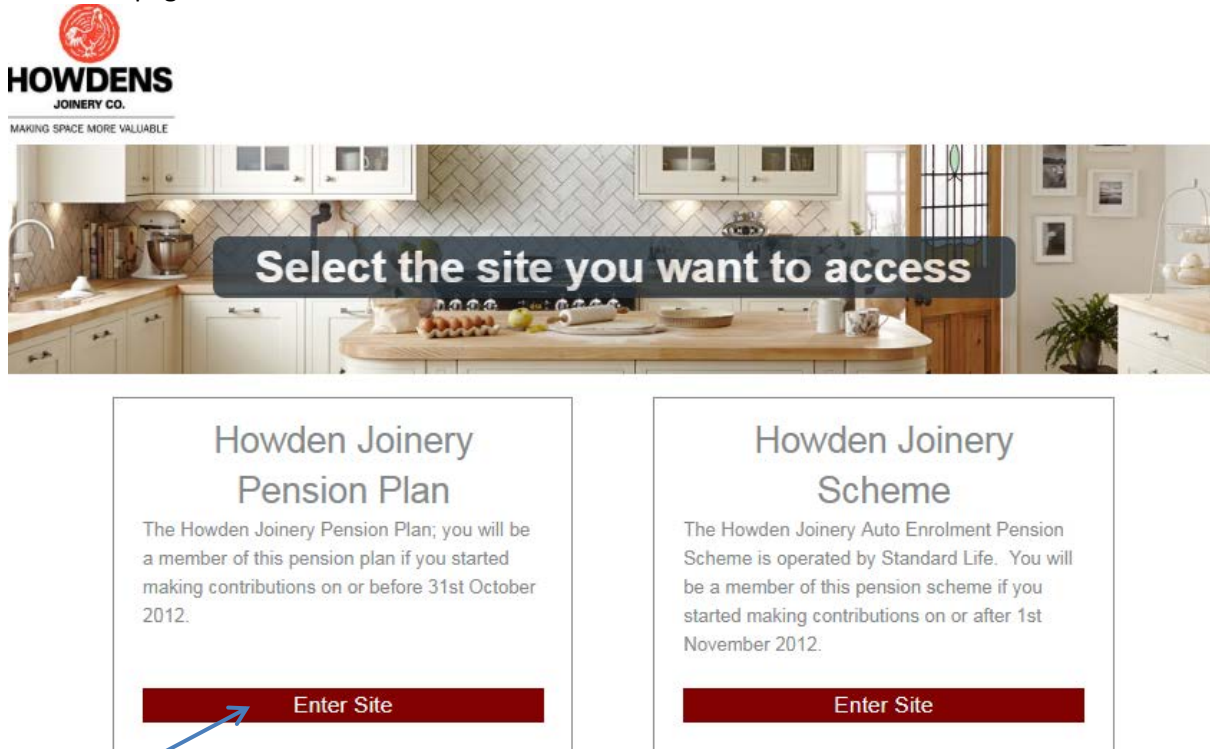 HOWDENS
JOINERY CO.
MAKING SPACE MORE VALUABLE
Select the site you want to access
Howden Joinery
Pension Plan
The Howden Joinery Pension Plan; you will be
a member of this pension plan if you started
making contributions on or before 31st October
2012.
Enter Site
Howden Joinery
Scheme
The Howden Joinery Auto Enrolment Pension
Scheme is operated by Standard Life. You will
be a member of this pension scheme if you
started making contributions on or after 1st
November 2012.
Enter Site